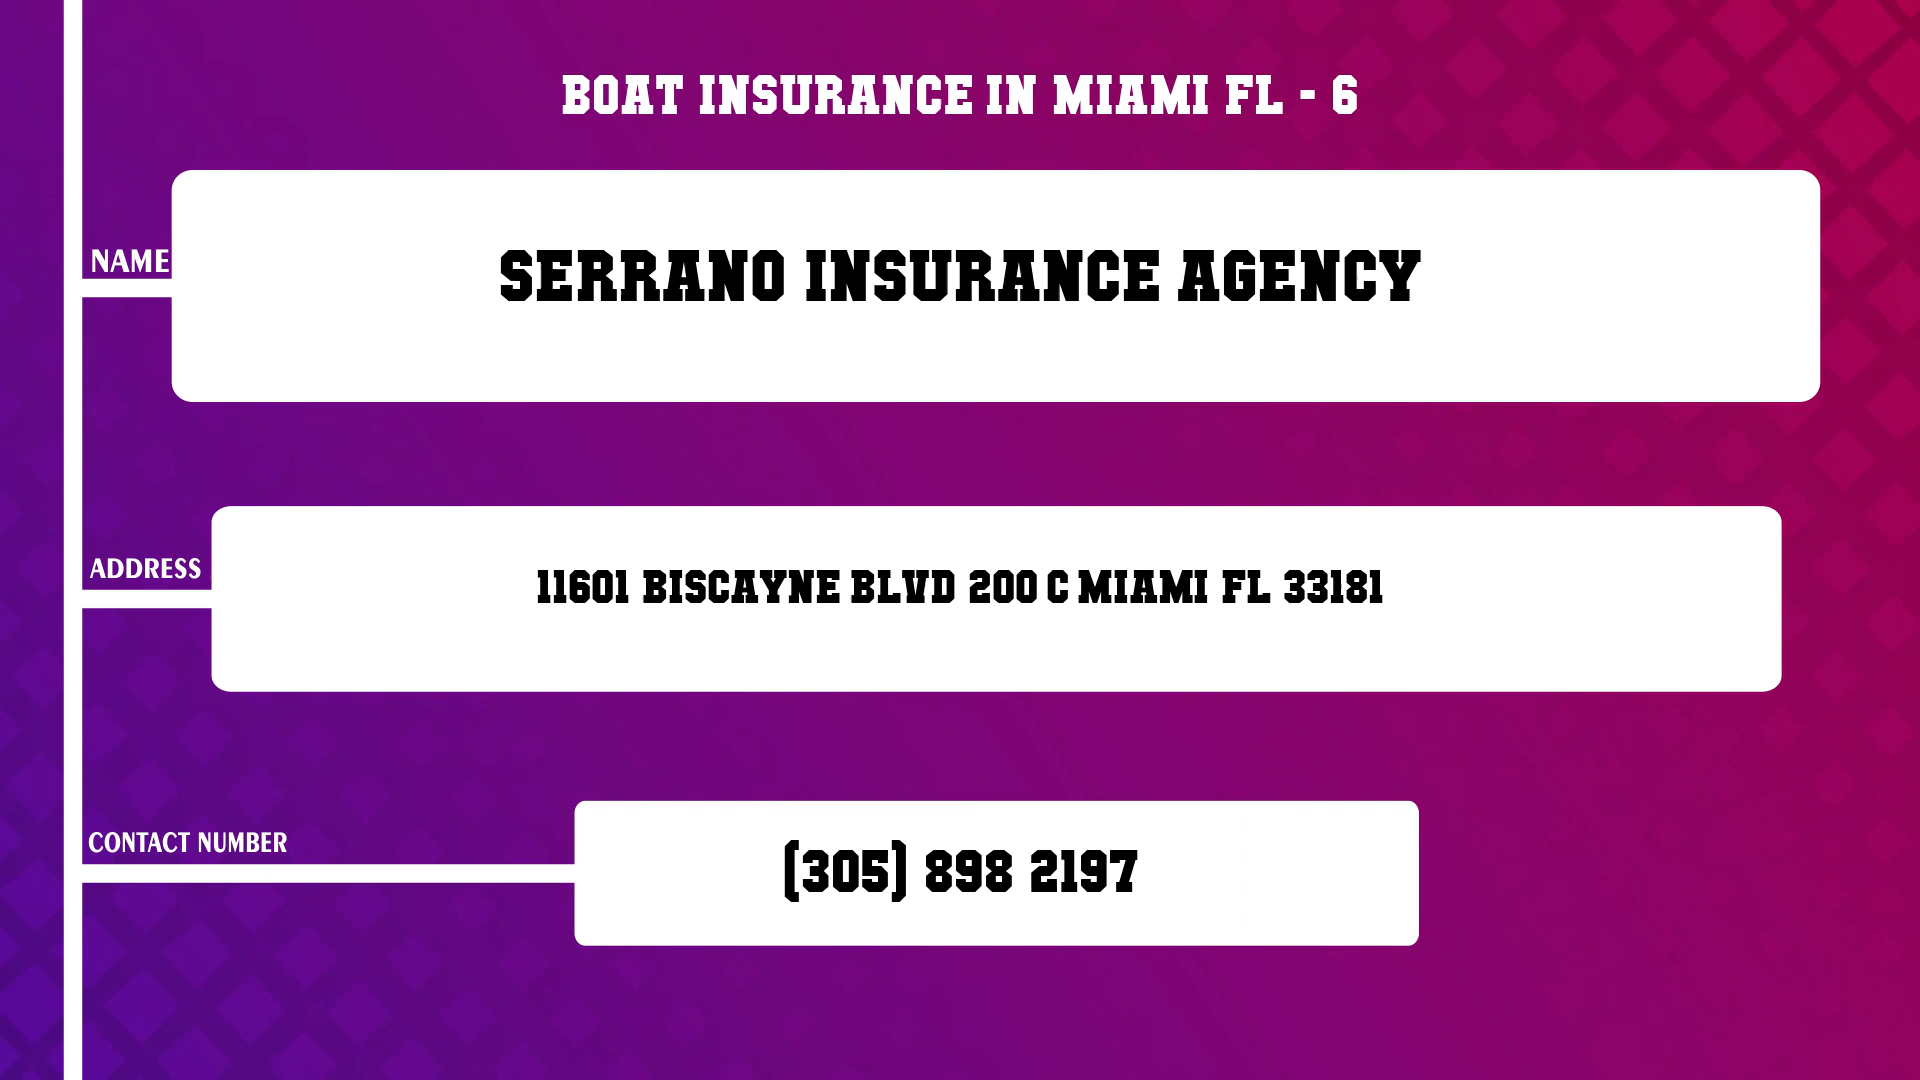 BOAT INSURANCE IN MIAMI FL - 6
NAME
SERRANO INSURANCE AGENCY
ADDRESS
11601 BISCAYNE BLVD 200 C MIAMI FL 33181
CONTACT NUMBER
(305) 898 2197